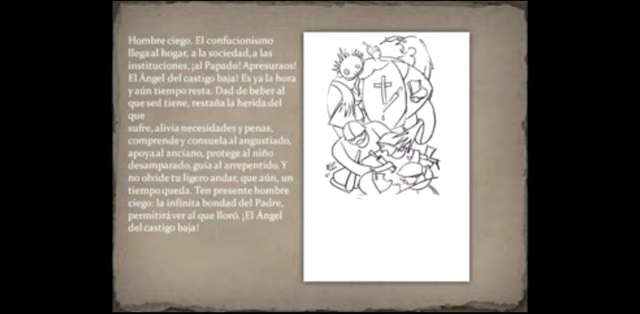 Hombre ciego. El confucionismo
llega al hogar, a la sociedad, a las
instituciones, ¡al Papado! Apresuraos!
El Ángel del castigo baja! Es ya la hora
y aún tiempo resta. Dad de beber al
que sed tiene, restaña la herida del
que
sufre, alivia necesidades y penas,
comprende y consuela al angustiado,
apoya al anciano, protege al niño
desamparado, guía al arrepentido. Y
no olvide tu ligero andar, que aún, un
tiempo queda. Ten presente hombre
ciego: la infinita bondad del Padre,
permitirá ver al que lloró. ¡El Ángel
del castigo baja!